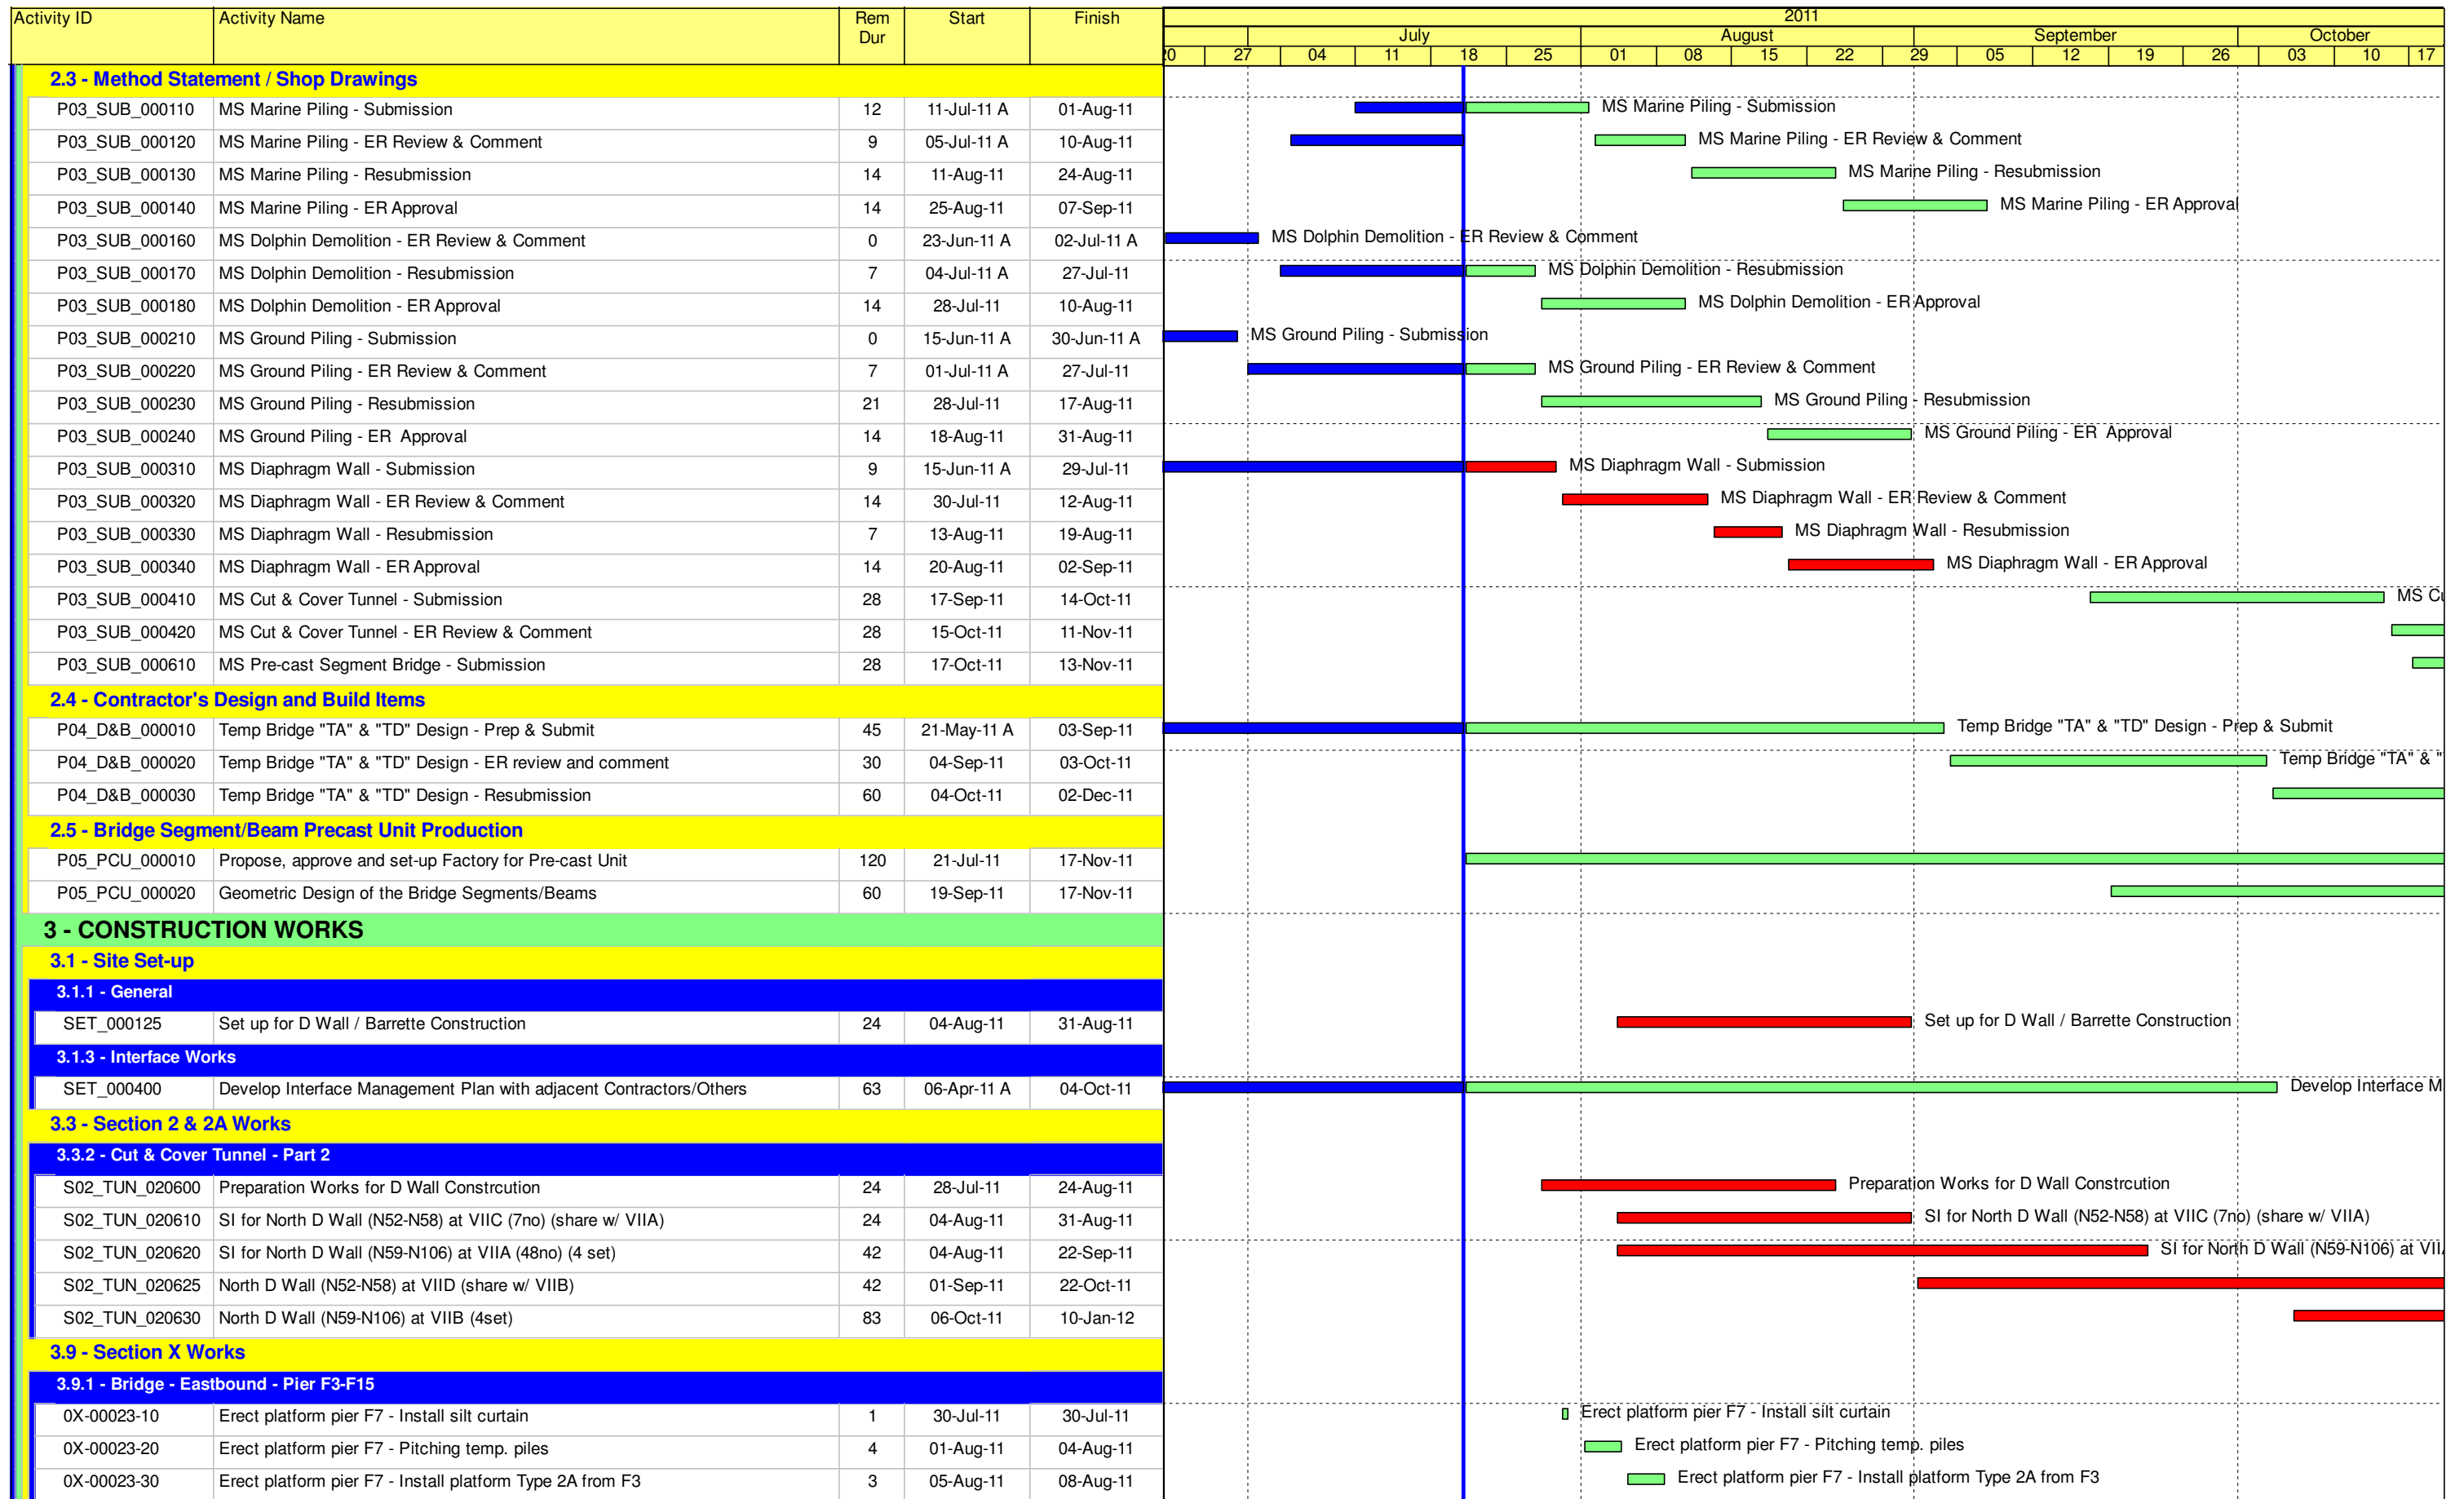 Activity ID Activity Name Rem Dur Start Finish 2011
July August September October
20 27 04 11 18 25 01 08 15 22 29 05 12 19 26 03 10 17
2.3 - Method Statement / Shop Drawings
P03_SUB_000110 MS Marine Piling - Submission 12 11-Jul-11 A 01-Aug-11 MS Marine Piling - Submission
P03_SUB_000120 MS Marine Piling - ER Review & Comment 9 05-Jul-11 A 10-Aug-11 MS Marine Piling - ER Review & Comment
P03_SUB_000130 MS Marine Piling - Resubmission 14 11-Aug-11 24-Aug-11 MS Marine Piling - Resubmission
P03_SUB_000140 MS Marine Piling - ER Approval 14 25-Aug-11 07-Sep-11 MS Marine Piling - ER Approval
P03_SUB_000160 MS Dolphin Demolition - ER Review & Comment 0 23-Jun-11 A 02-Jul-11 A MS Dolphin Demolition - ER Review & Comment
P03_SUB_000170 MS Dolphin Demolition - Resubmission 7 04-Jul-11 A 27-Jul-11 MS Dolphin Demolition - Resubmission
P03_SUB_000180 MS Dolphin Demolition - ER Approval 14 28-Jul-11 10-Aug-11 MS Dolphin Demolition - ER Approval
P03_SUB_000210 MS Ground Piling - Submission 0 15-Jun-11 A 30-Jun-11 A MS Ground Piling - Submission
P03_SUB_000220 MS Ground Piling - ER Review & Comment 7 01-Jul-11 A 27-Jul-11 MS Ground Piling - ER Review & Comment
P03_SUB_000230 MS Ground Piling - Resubmission 21 28-Jul-11 17-Aug-11 MS Ground Piling - Resubmission
P03_SUB_000240 MS Ground Piling - ER  Approval 14 18-Aug-11 31-Aug-11 MS Ground Piling - ER  Approval
P03_SUB_000310 MS Diaphragm Wall - Submission 9 15-Jun-11 A 29-Jul-11 MS Diaphragm Wall - Submission
P03_SUB_000320 MS Diaphragm Wall - ER Review & Comment 14 30-Jul-11 12-Aug-11 MS Diaphragm Wall - ER Review & Comment
P03_SUB_000330 MS Diaphragm Wall - Resubmission 7 13-Aug-11 19-Aug-11 MS Diaphragm Wall - Resubmission
P03_SUB_000340 MS Diaphragm Wall - ER Approval 14 20-Aug-11 02-Sep-11 MS Diaphragm Wall - ER Approval
P03_SUB_000410 MS Cut & Cover Tunnel - Submission 28 17-Sep-11 14-Oct-11 MS
P03_SUB_000420 MS Cut & Cover Tunnel - ER Review & Comment 28 15-Oct-11 11-Nov-11
P03_SUB_000610 MS Pre-cast Segment Bridge - Submission 28 17-Oct-11 13-Nov-11
2.4 - Contractor's Design and Build Items
P04_D&B_000010 Temp Bridge "TA" & "TD" Design - Prep & Submit 45 21-May-11 A 03-Sep-11 Temp Bridge "TA" & "TD" Design - Prep & Submit
P04_D&B_000020 Temp Bridge "TA" & "TD" Design - ER review and comment 30 04-Sep-11 03-Oct-11 Temp Bridge "TA" & "
P04_D&B_000030 Temp Bridge "TA" & "TD" Design - Resubmission 60 04-Oct-11 02-Dec-11
2.5 - Bridge Segment/Beam Precast Unit Production
P05_PCU_000010 Propose, approve and set-up Factory for Pre-cast Unit 120 21-Jul-11 17-Nov-11
P05_PCU_000020 Geometric Design of the Bridge Segments/Beams 60 19-Sep-11 17-Nov-11
3 - CONSTRUCTION WORKS
3.1 - Site Set-up
3.1.1 - General
SET_000125 Set up for D Wall / Barrette Construction 24 04-Aug-11 31-Aug-11 Set up for D Wall / Barrette Construction
3.1.3 - Interface Works
SET_000400 Develop Interface Management Plan with adjacent Contractors/Others 63 06-Apr-11 A 04-Oct-11 Develop Interface M
3.3 - Section 2 & 2A Works
3.3.2 - Cut & Cover Tunnel - Part 2
S02_TUN_020600 Preparation Works for D Wall Constrcution 24 28-Jul-11 24-Aug-11 Preparation Works for D Wall Constrcution
S02_TUN_020610 SI for North D Wall (N52-N58) at VIIC (7no) (share w/ VIIA) 24 04-Aug-11 31-Aug-11 SI for North D Wall (N52-N58) at VIIC (7no) (share w/ VIIA)
S02_TUN_020620 SI for North D Wall (N59-N106) at VIIA (48no) (4 set) 42 04-Aug-11 22-Sep-11 SI for North D Wall (N59-N106) at
S02_TUN_020625 North D Wall (N52-N58) at VIID (share w/ VIIB) 42 01-Sep-11 22-Oct-11
S02_TUN_020630 North D Wall (N59-N106) at VIIB (4set) 83 06-Oct-11 10-Jan-12
3.9 - Section X Works
3.9.1 - Bridge - Eastbound - Pier F3-F15
0X-00023-10 Erect platform pier F7 - Install silt curtain 1 30-Jul-11 30-Jul-11 Erect platform pier F7 - Install silt curtain
0X-00023-20 Erect platform pier F7 - Pitching temp. piles 4 01-Aug-11 04-Aug-11 Erect platform pier F7 - Pitching temp. piles
0X-00023-30 Erect platform pier F7 - Install platform Type 2A from F3 3 05-Aug-11 08-Aug-11 Erect platform pier F7 - Install platform Type 2A from F3